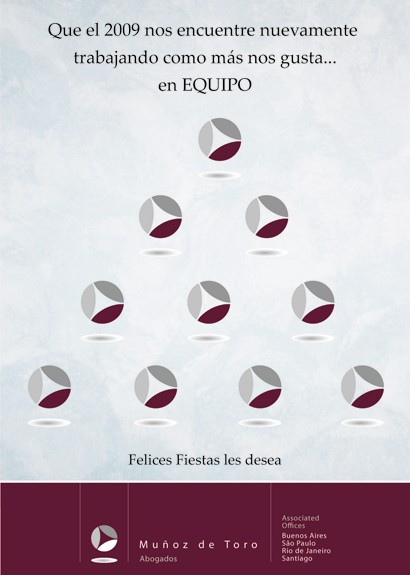 Que el 2009 nos encuentre nuevamente
trabajando como más nos gusta...
en EQUIPO
Felices Fiestas les desea
Muñoz de Toro
Abogados
Associated
Offices
Buenos Aires
São Paulo
Rio de Janeiro
Santiago